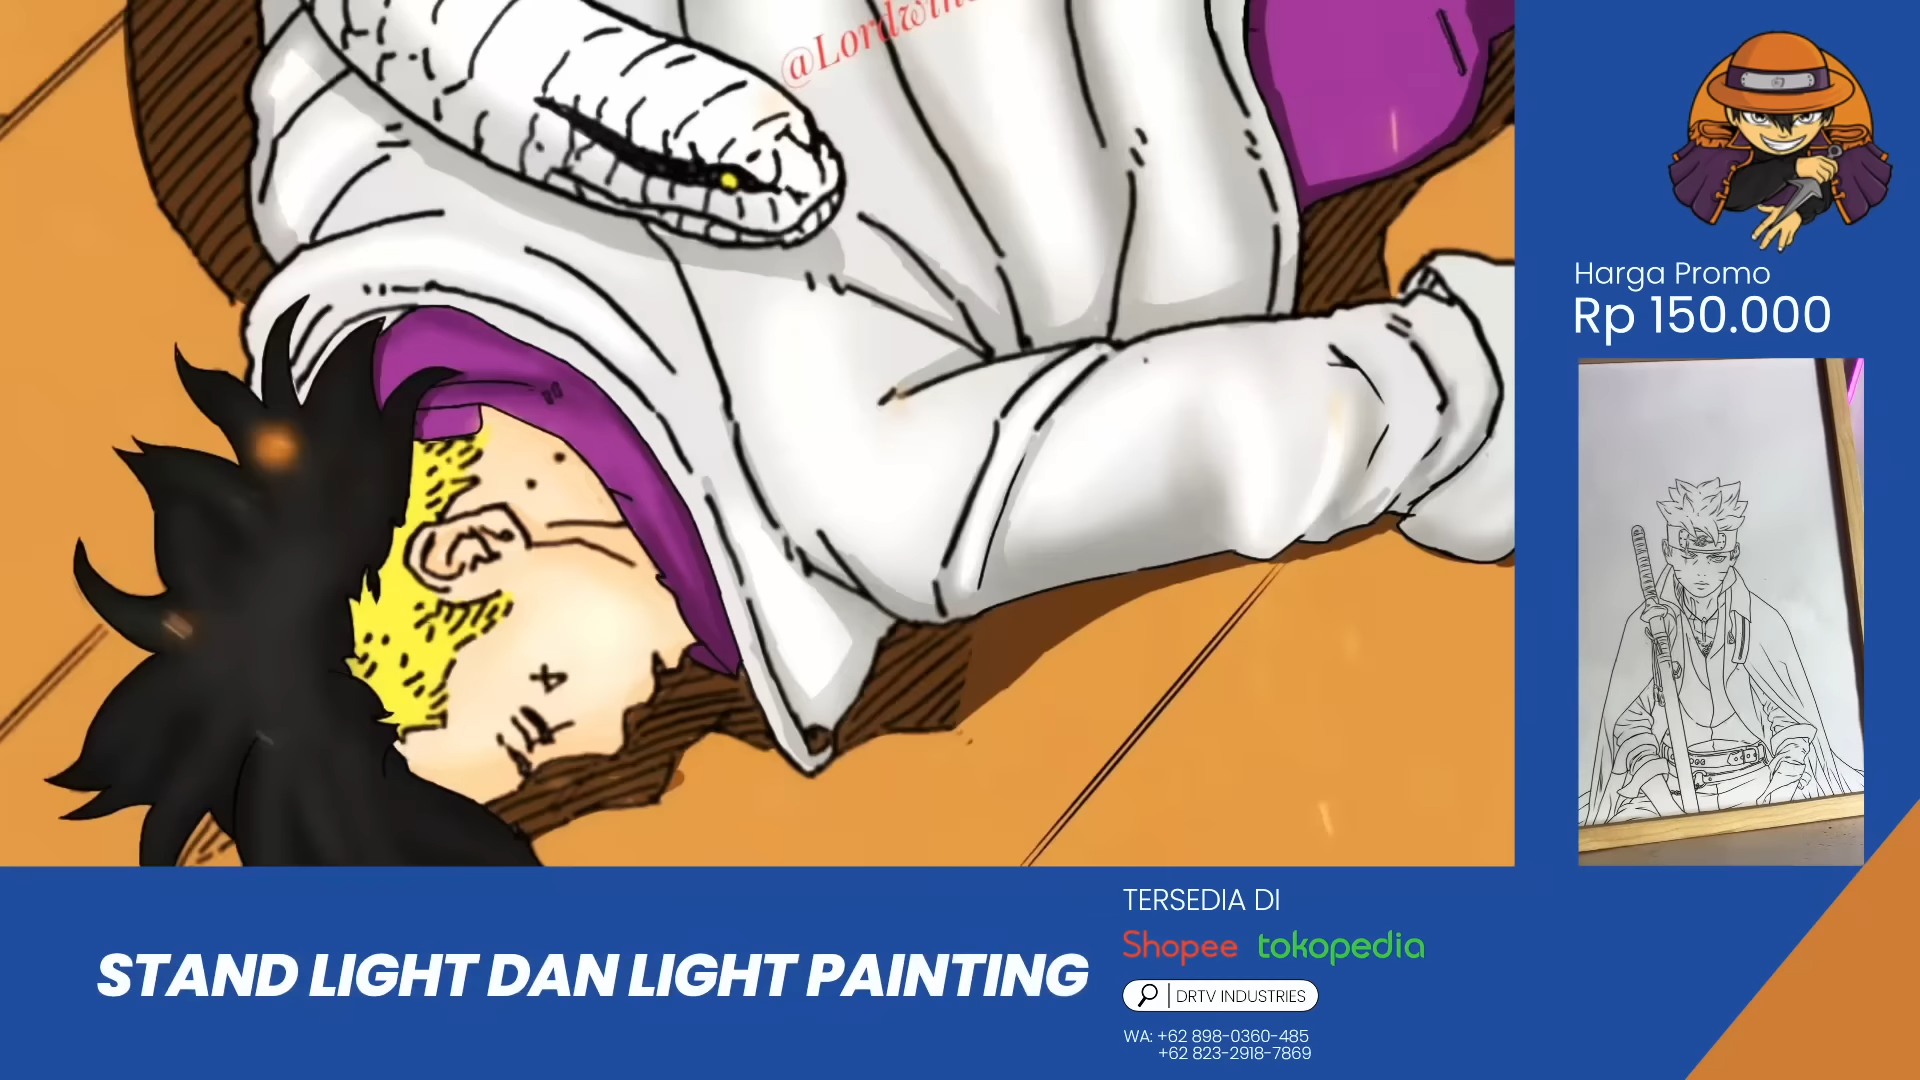 @Lordwin
Harga Promo
Rp 150.000
STAND LIGHT DAN LIGHT PAINTING
TERSEDIA DI
Shopee tokopedia
DRTV INDUSTRIES
WA: +62 898-0360-485
+62 823-2918-7869